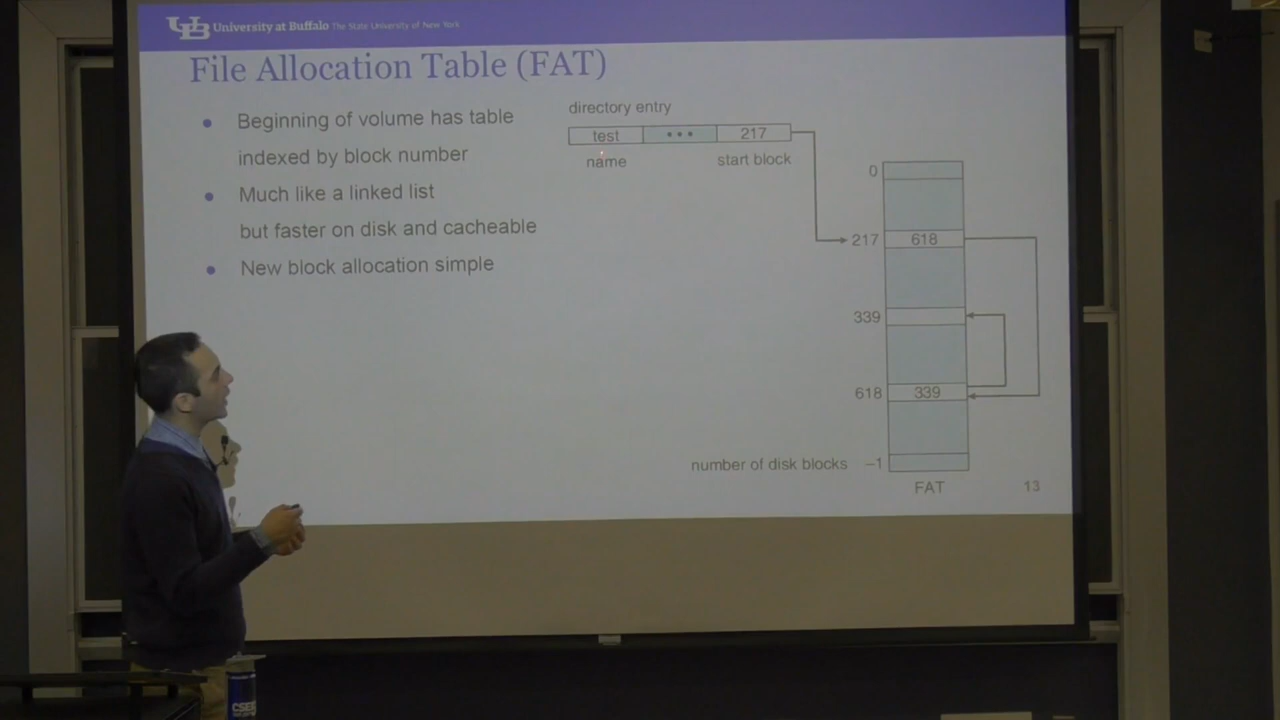 UB University at Buffalo The State University of New York
File Allocation Table (FAT)
Beginning of volume has table
indexed by block number
Much like a linked list
but faster on disk and cacheable
New block allocation simple
directory entry
test ••• 217
name start block
0
217 618
339
618 339
number of disk blocks –1
FAT
13